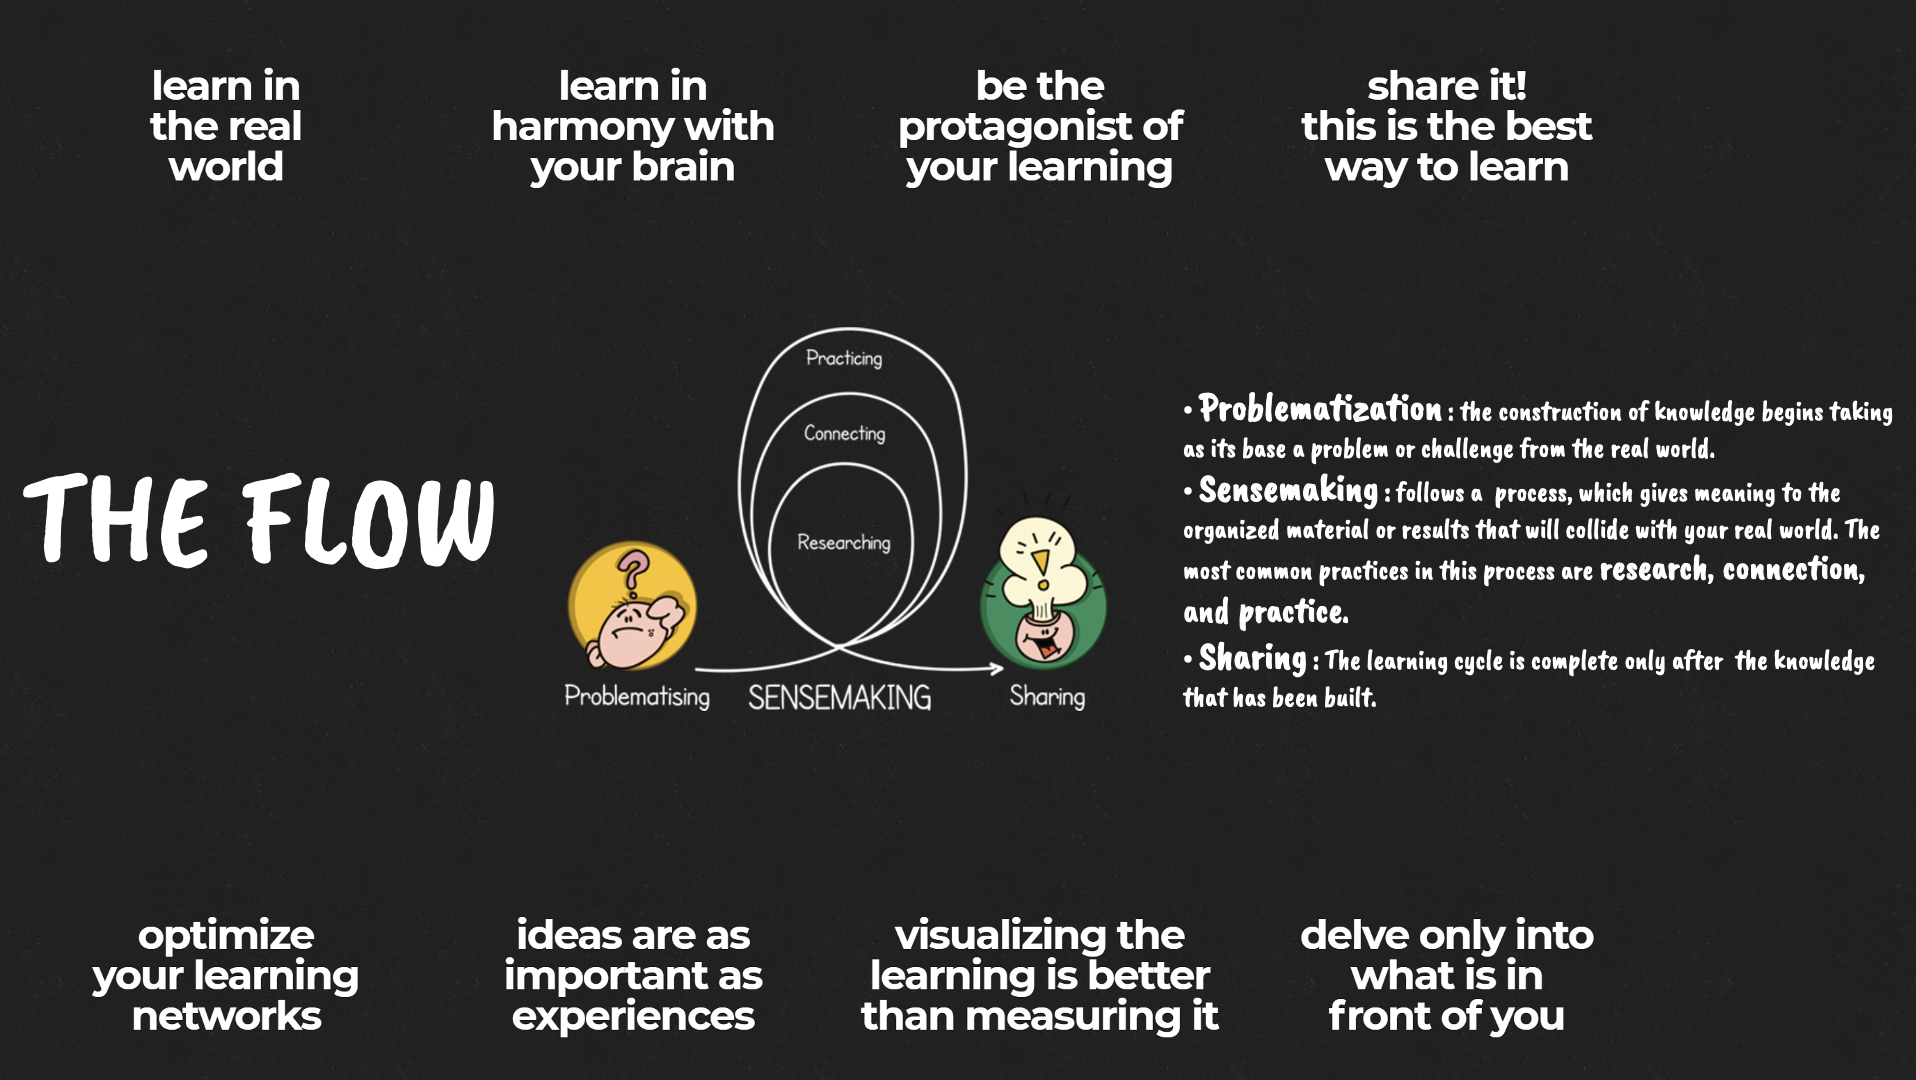 learn in
the real
world
learn in
harmony with
your brain
be the
protagonist of
your learning
share it!
this is the best
way to learn
THE FLOW
Practicing
Connecting
Researching
?
Problematising
SENSEMAKING
Sharing
• Problematization : the construction of knowledge begins taking
as its base a problem or challenge from the real world.
• Sensemaking : follows a  process, which gives meaning to the
organized material or results that will collide with your real world. The
most common practices in this process are research, connection,
and practice.
• Sharing : The learning cycle is complete only after  the knowledge
that has been built.
optimize
your learning
networks
ideas are as
important as
experiences
visualizing the
learning is better
than measuring it
delve only into
what is in
front of you